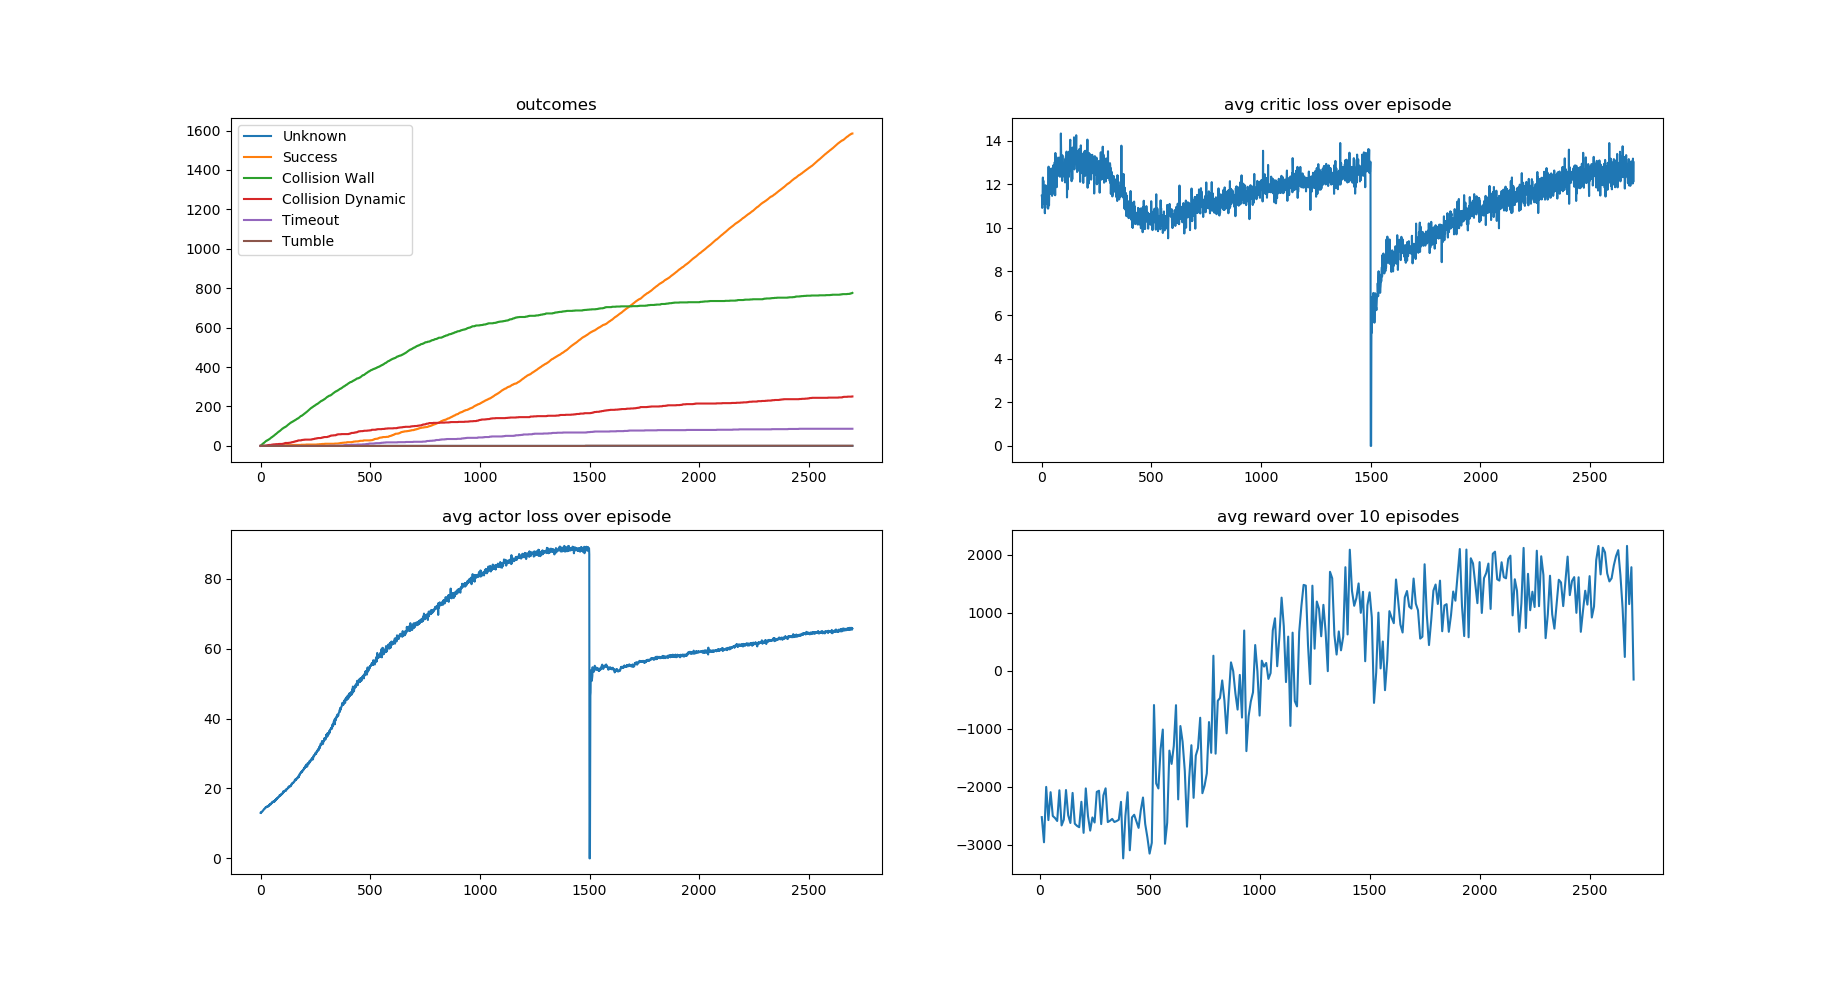 outcomes
1600
1400
1200
1000
800
600
400
200
0
Unknown
Success
Collision Wall
Collision Dynamic
Timeout
Tumble
0 500 1000 1500 2000 2500
avg critic loss over episode
14
12
10
8
6
4
2
0
0 500 1000 1500 2000 2500
avg actor loss over episode
80
60
40
20
0
0 500 1000 1500 2000 2500
avg reward over 10 episodes
2000
1000
0
−1000
−2000
−3000
0 500 1000 1500 2000 2500